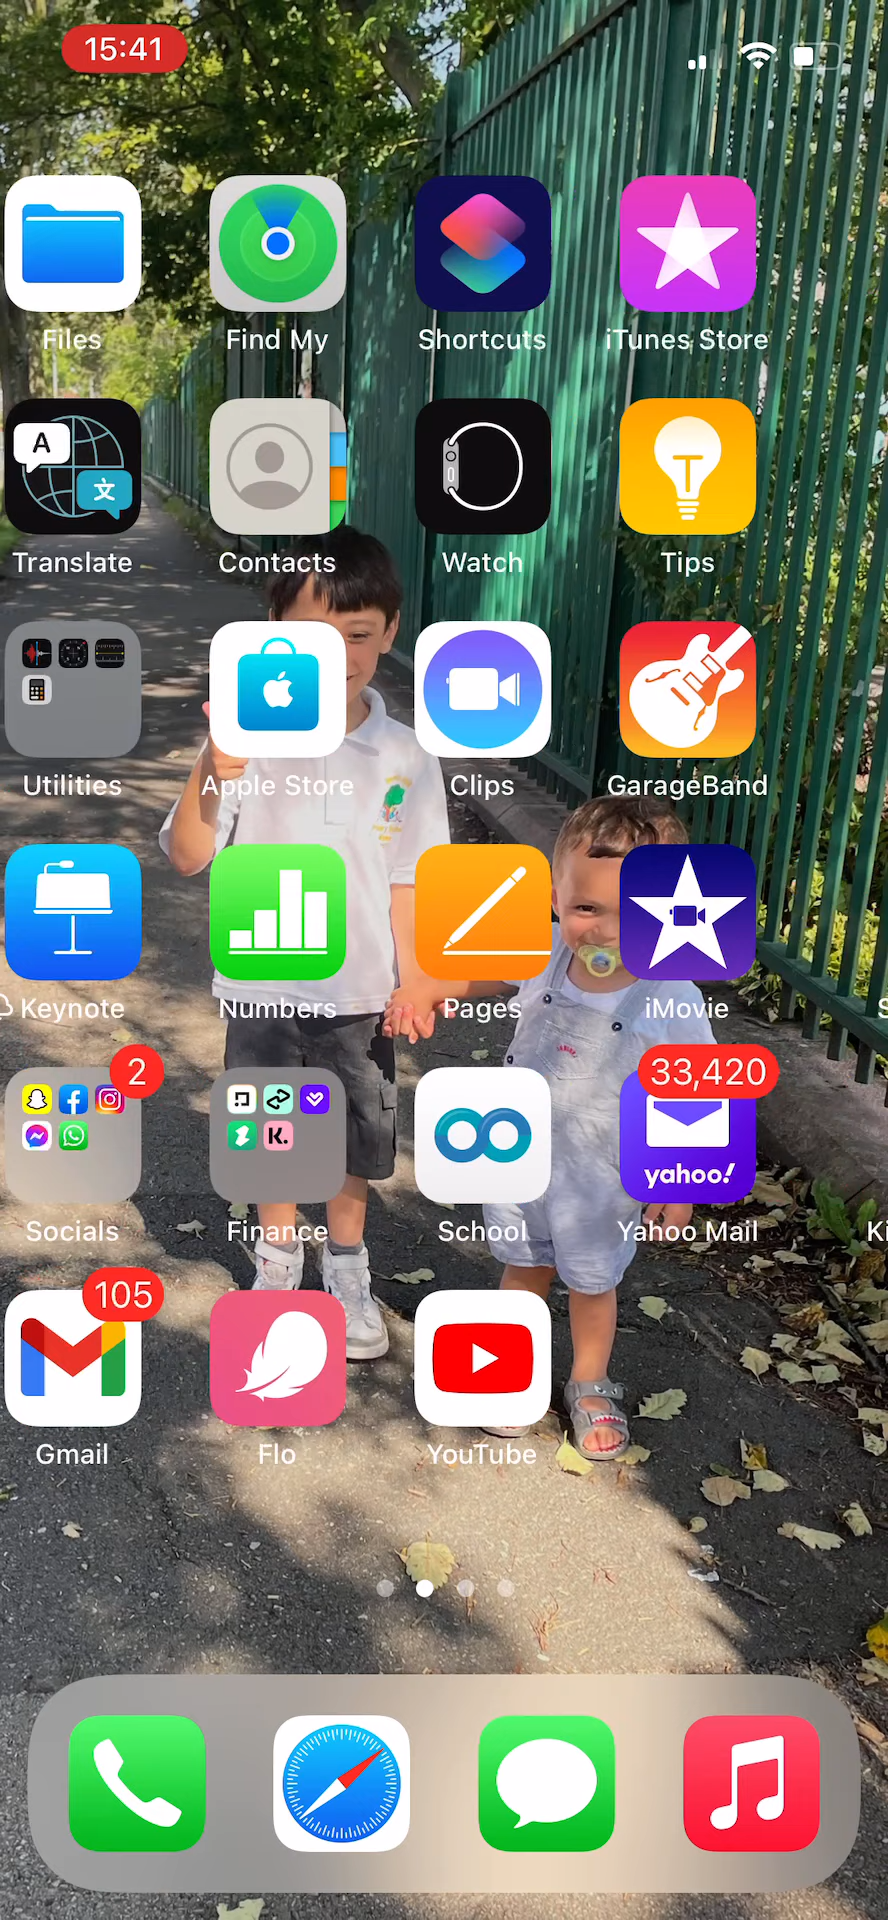 15:41
Files
Find My
Shortcuts
iTunes Store
A
文
Translate
Contacts
Watch
Tips
Utilities
Apple Store
Clips
GarageBand
Keynote
Numbers
Pages
iMovie
2
K.
33,420
yahoo!
Socials
Finance
School
Yahoo Mail
105
Gmail
Flo
YouTube